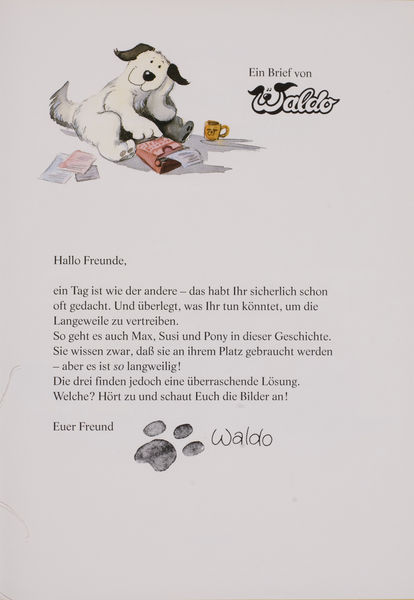 Ein Brief von
Waldo
Hallo Freunde,
ein Tag ist wie der andere – das habt Ihr sicherlich schon
oft gedacht. Und überlegt, was Ihr tun könntet, um die
Langeweile zu vertreiben.
So geht es auch Max, Susi und Pony in dieser Geschichte.
Sie wissen zwar, daß sie an ihrem Platz gebraucht werden
– aber es ist so langweilig!
Die drei finden jedoch eine überraschende Lösung.
Welche? Hört zu und schaut Euch die Bilder an!
Euer Freund
Waldo